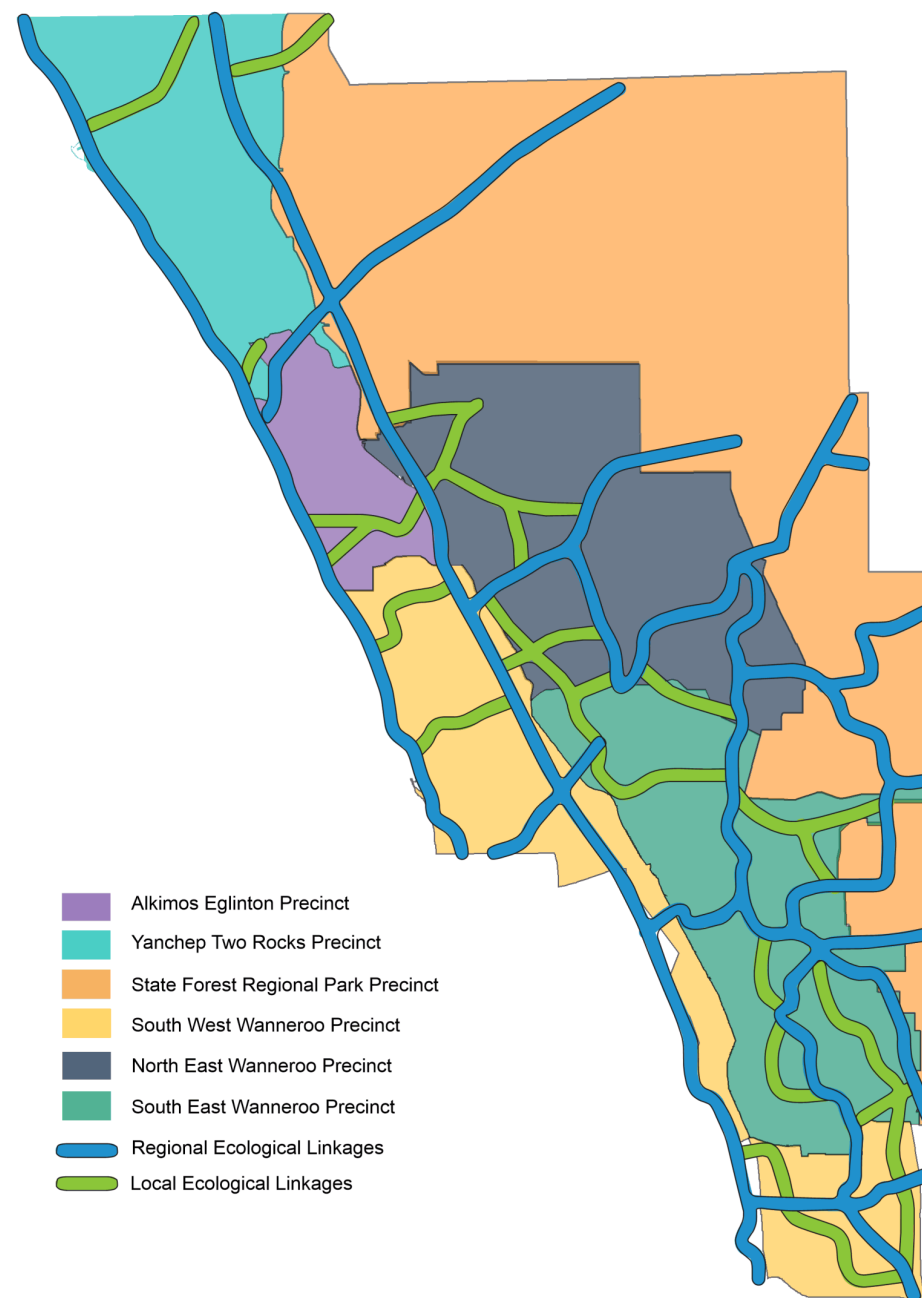 Alkimos Eglinton Precinct
Yanchep Two Rocks Precinct
State Forest Regional Park Precinct
South West Wanneroo Precinct
North East Wanneroo Precinct
South East Wanneroo Precinct
Regional Ecological Linkages
Local Ecological Linkages